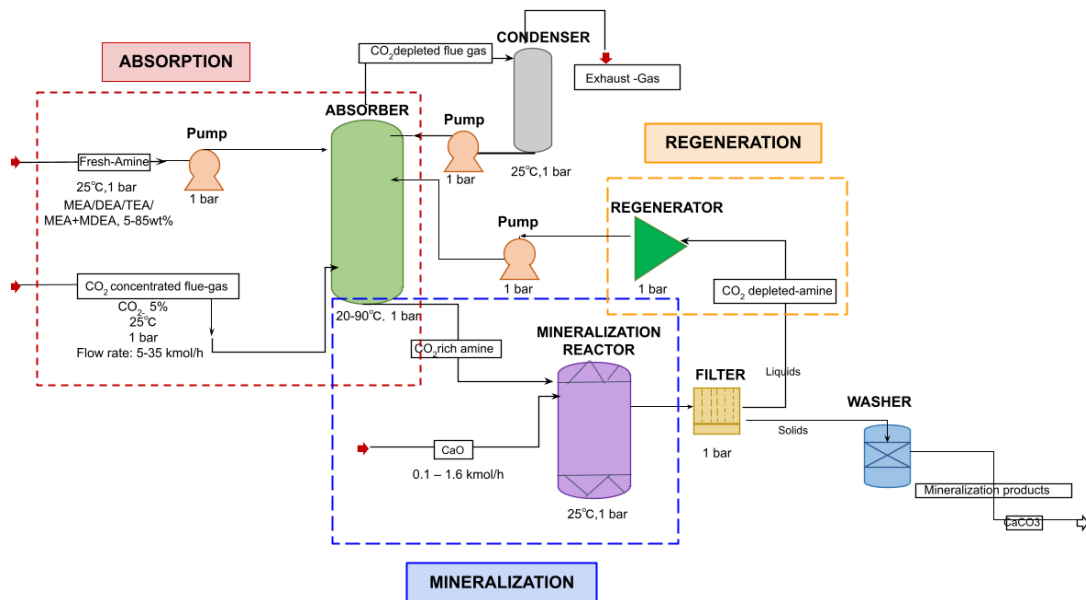 ABSORPTION
CO2 depleted flue gas
CONDENSER
Exhaust -Gas
ABSORBER
Pump
Pump
REGENERATION
Fresh-Amine
25℃,1 bar
MEA/DEA/TEA/
MEA+MDEA, 5-85wt%
1 bar
1 bar
25℃,1 bar
REGENERATOR
Pump
1 bar
1 bar
CO2 depleted-amine
CO2 concentrated flue-gas
CO2- 5%
25℃
1 bar
Flow rate: 5-35 kmol/h
20-90℃, 1 bar
CO2rich amine
MINERALIZATION
REACTOR
FILTER
Liquids
WASHER
Solids
CaO
0.1 – 1.6 kmol/h
1 bar
25℃,1 bar
Mineralization products
CaCO3
MINERALIZATION